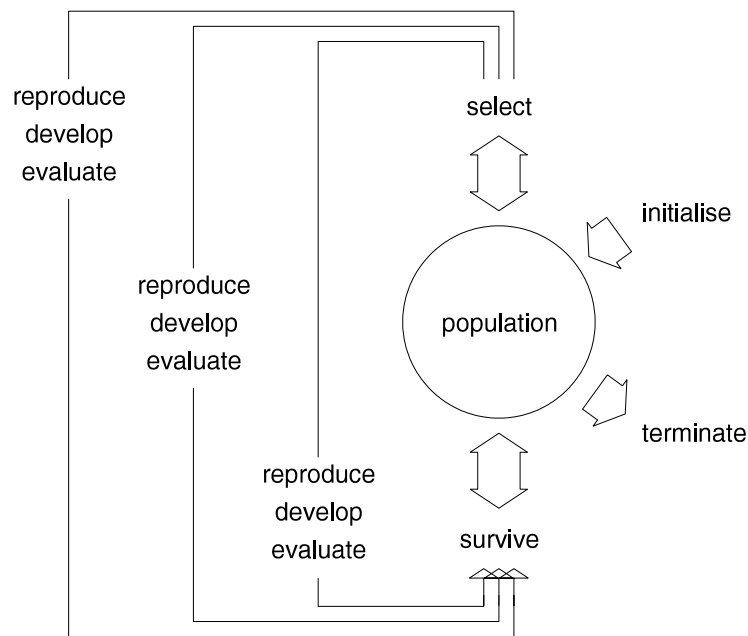 reproduce
develop
evaluate
select
initialise
reproduce
develop
evaluate
population
terminate
reproduce
develop
evaluate
survive